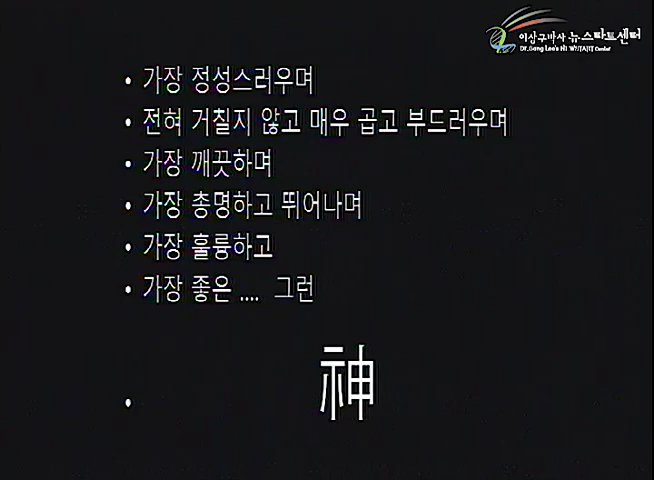 이상구박사 뉴스타트센터
• 가장 정성스러우며
• 전혀 거칠지 않고 매우 곱고 부드러우며
• 가장 깨끗하며
• 가장 총명하고 뛰어나며
• 가장 훌륭하고
• 가장 좋은 .... 그런
• 神